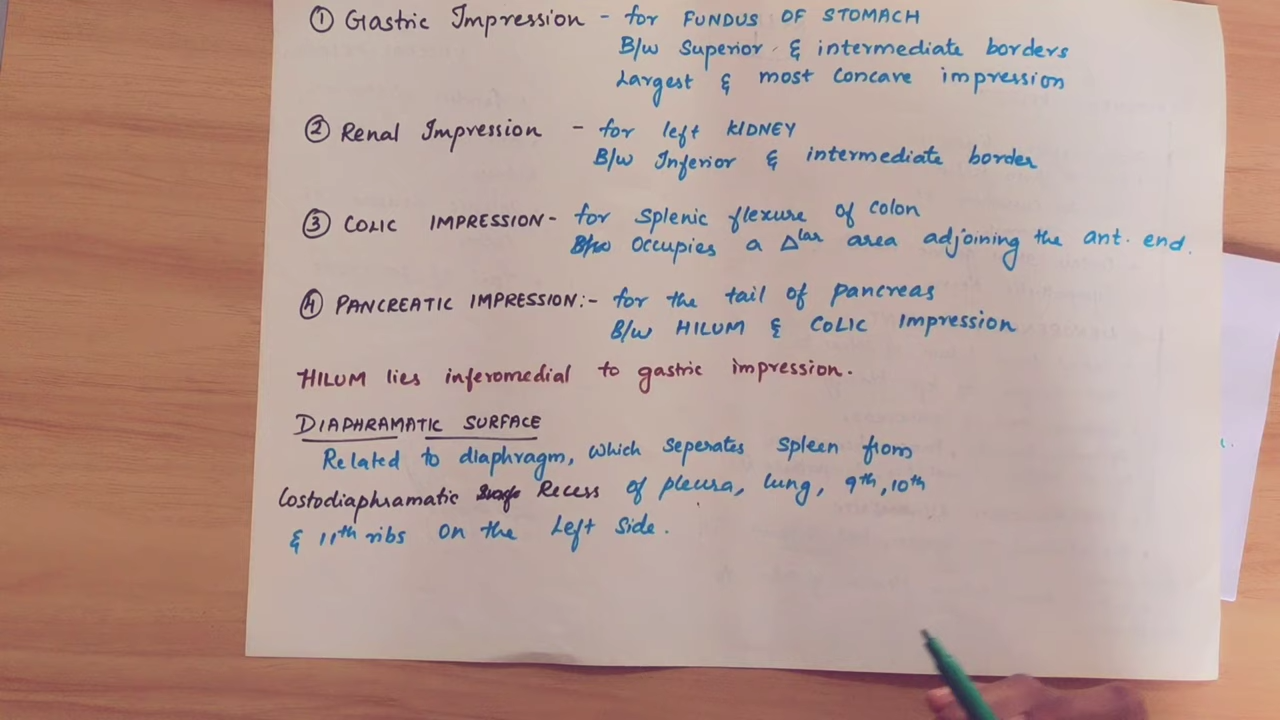 ① Gastric Impression - for FUNDUS OF STOMACH
B/w Superior & intermediate borders
Largest & most concave impression
② Renal Impression - for left KIDNEY
B/w Inferior & intermediate border
③ COLIC IMPRESSION- for splenic flexure of colon
B/w Occupies a Δlar area adjoining the ant. end.
④ PANCREATIC IMPRESSION:- for the tail of pancreas
B/w HILUM & COLIC Impression
HILUM lies inferomedial to gastric impression.
DIAPHRAMATIC SURFACE
Related to diaphragm, which seperates spleen from
Costodiaphramatic Recess of pleura, lung, 9th, 10th
& 11th ribs on the Left Side.